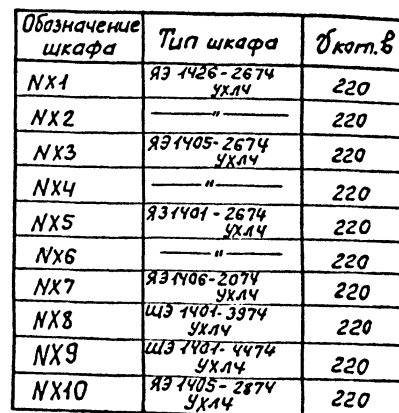 Обозначение шкафа Тип шкафа Uкат.В
NX1 ЯЭ 1426-2674 УХЛ4 220
NX2 —"— 220
NX3 ЯЭ1405-2674 УХЛ4 220
NX4 —"— 220
NX5 ЯЭ1401-2674 УХЛ4 220
NX6 —"— 220
NX7 ЯЭ1406-2074 УХЛ4 220
NX8 ШЭ 1401-3974 УХЛ4 220
NX9 ШЭ 1401-4474 УХЛ4 220
NX10 ЯЭ 1405-2874 УХЛ4 220